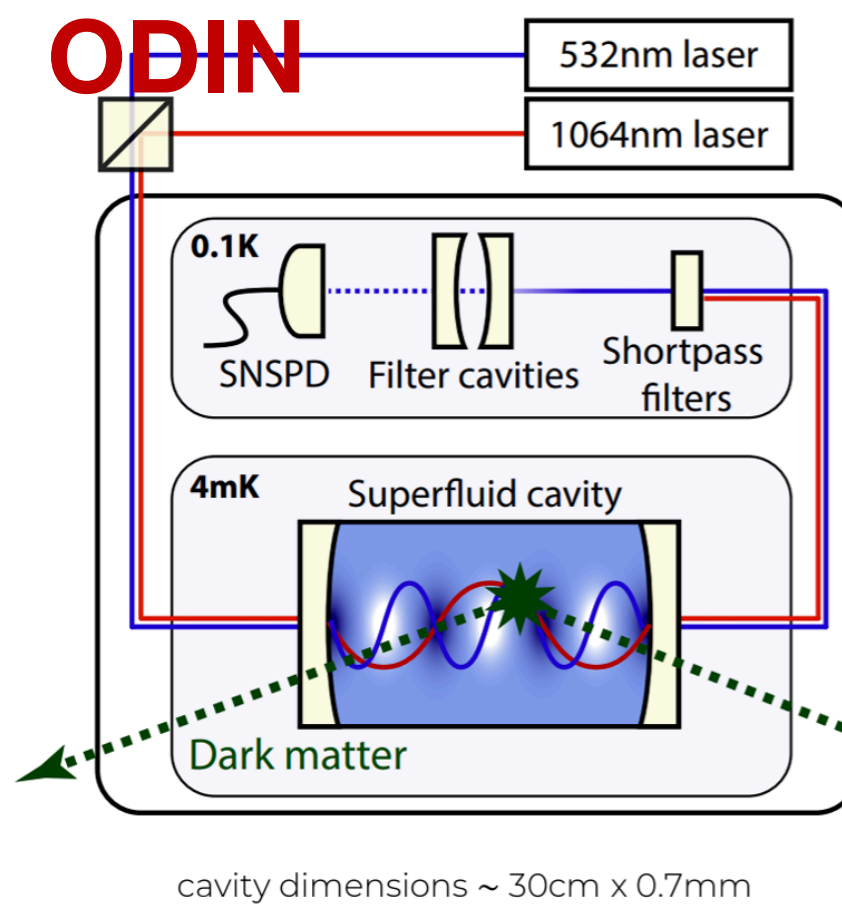 ODIN
532nm laser
1064nm laser
0.1K
SNSPD
Filter cavities
Shortpass
filters
4mK
Superfluid cavity
Dark matter
cavity dimensions ~ 30cm x 0.7mm